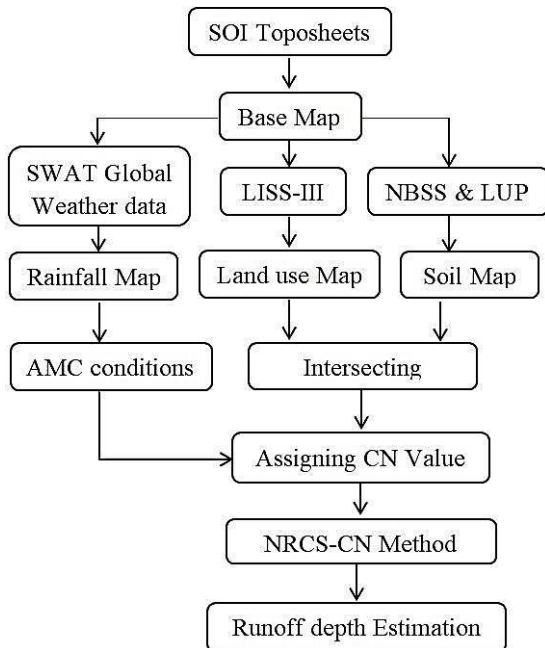 SOI Toposheets
Base Map
SWAT Global
Weather data
LISS-III
NBSS & LUP
Rainfall Map
Land use Map
Soil Map
AMC conditions
Intersecting
Assigning CN Value
NRCS-CN Method
Runoff depth Estimation